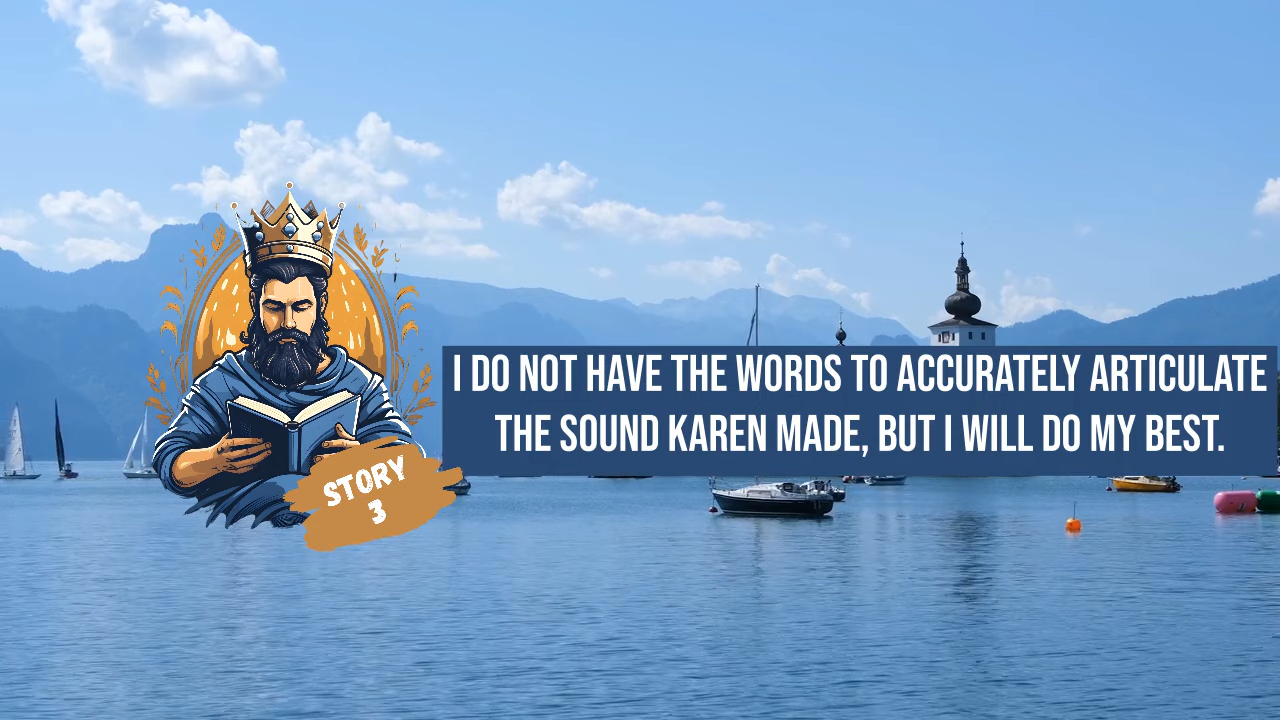 I DO NOT HAVE THE WORDS TO ACCURATELY ARTICULATE
THE SOUND KAREN MADE, BUT I WILL DO MY BEST.
STORY
3